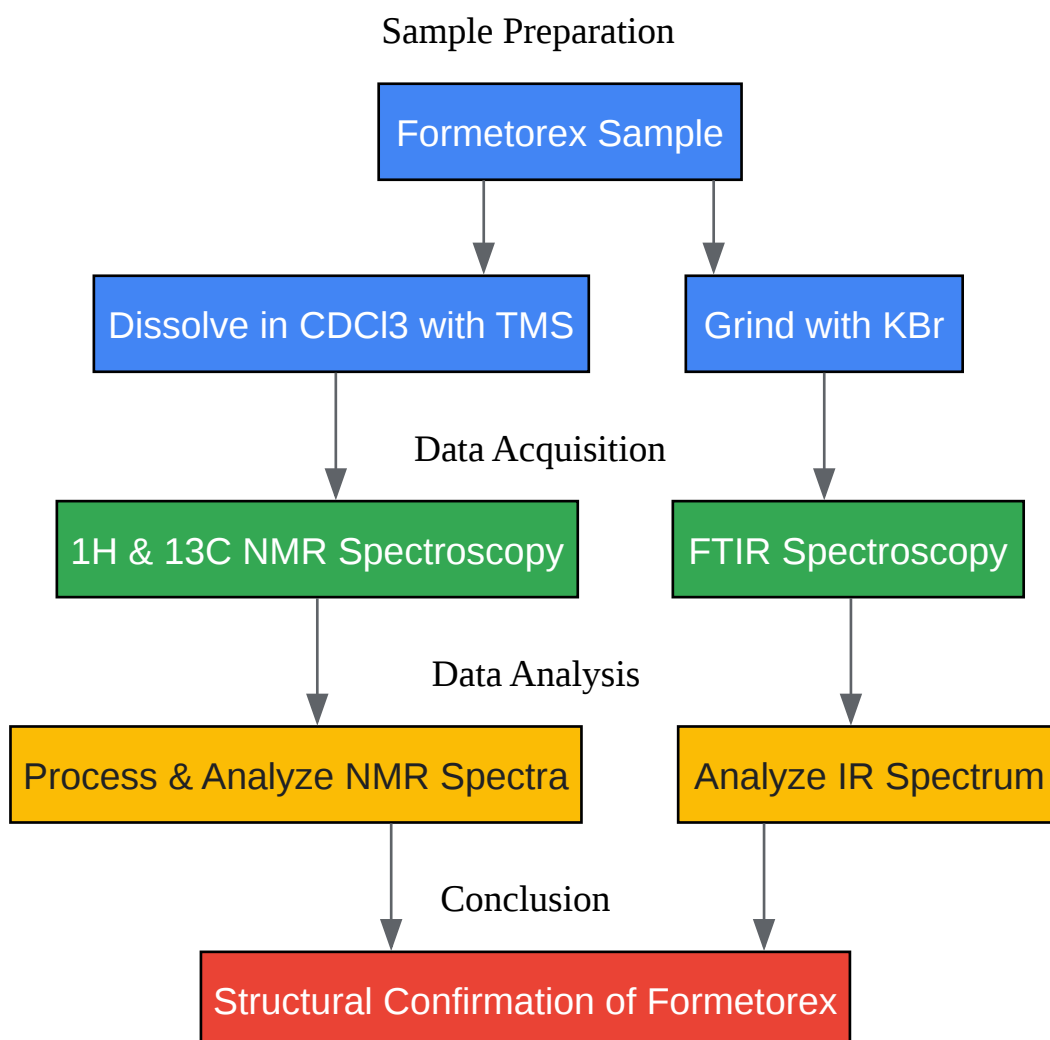 Sample Preparation
Formetorex Sample
Dissolve in CDCl3 with TMS
Grind with KBr
Data Acquisition
1H & 13C NMR Spectroscopy
FTIR Spectroscopy
Data Analysis
Process & Analyze NMR Spectra
Analyze IR Spectrum
Conclusion
Structural Confirmation of Formetorex